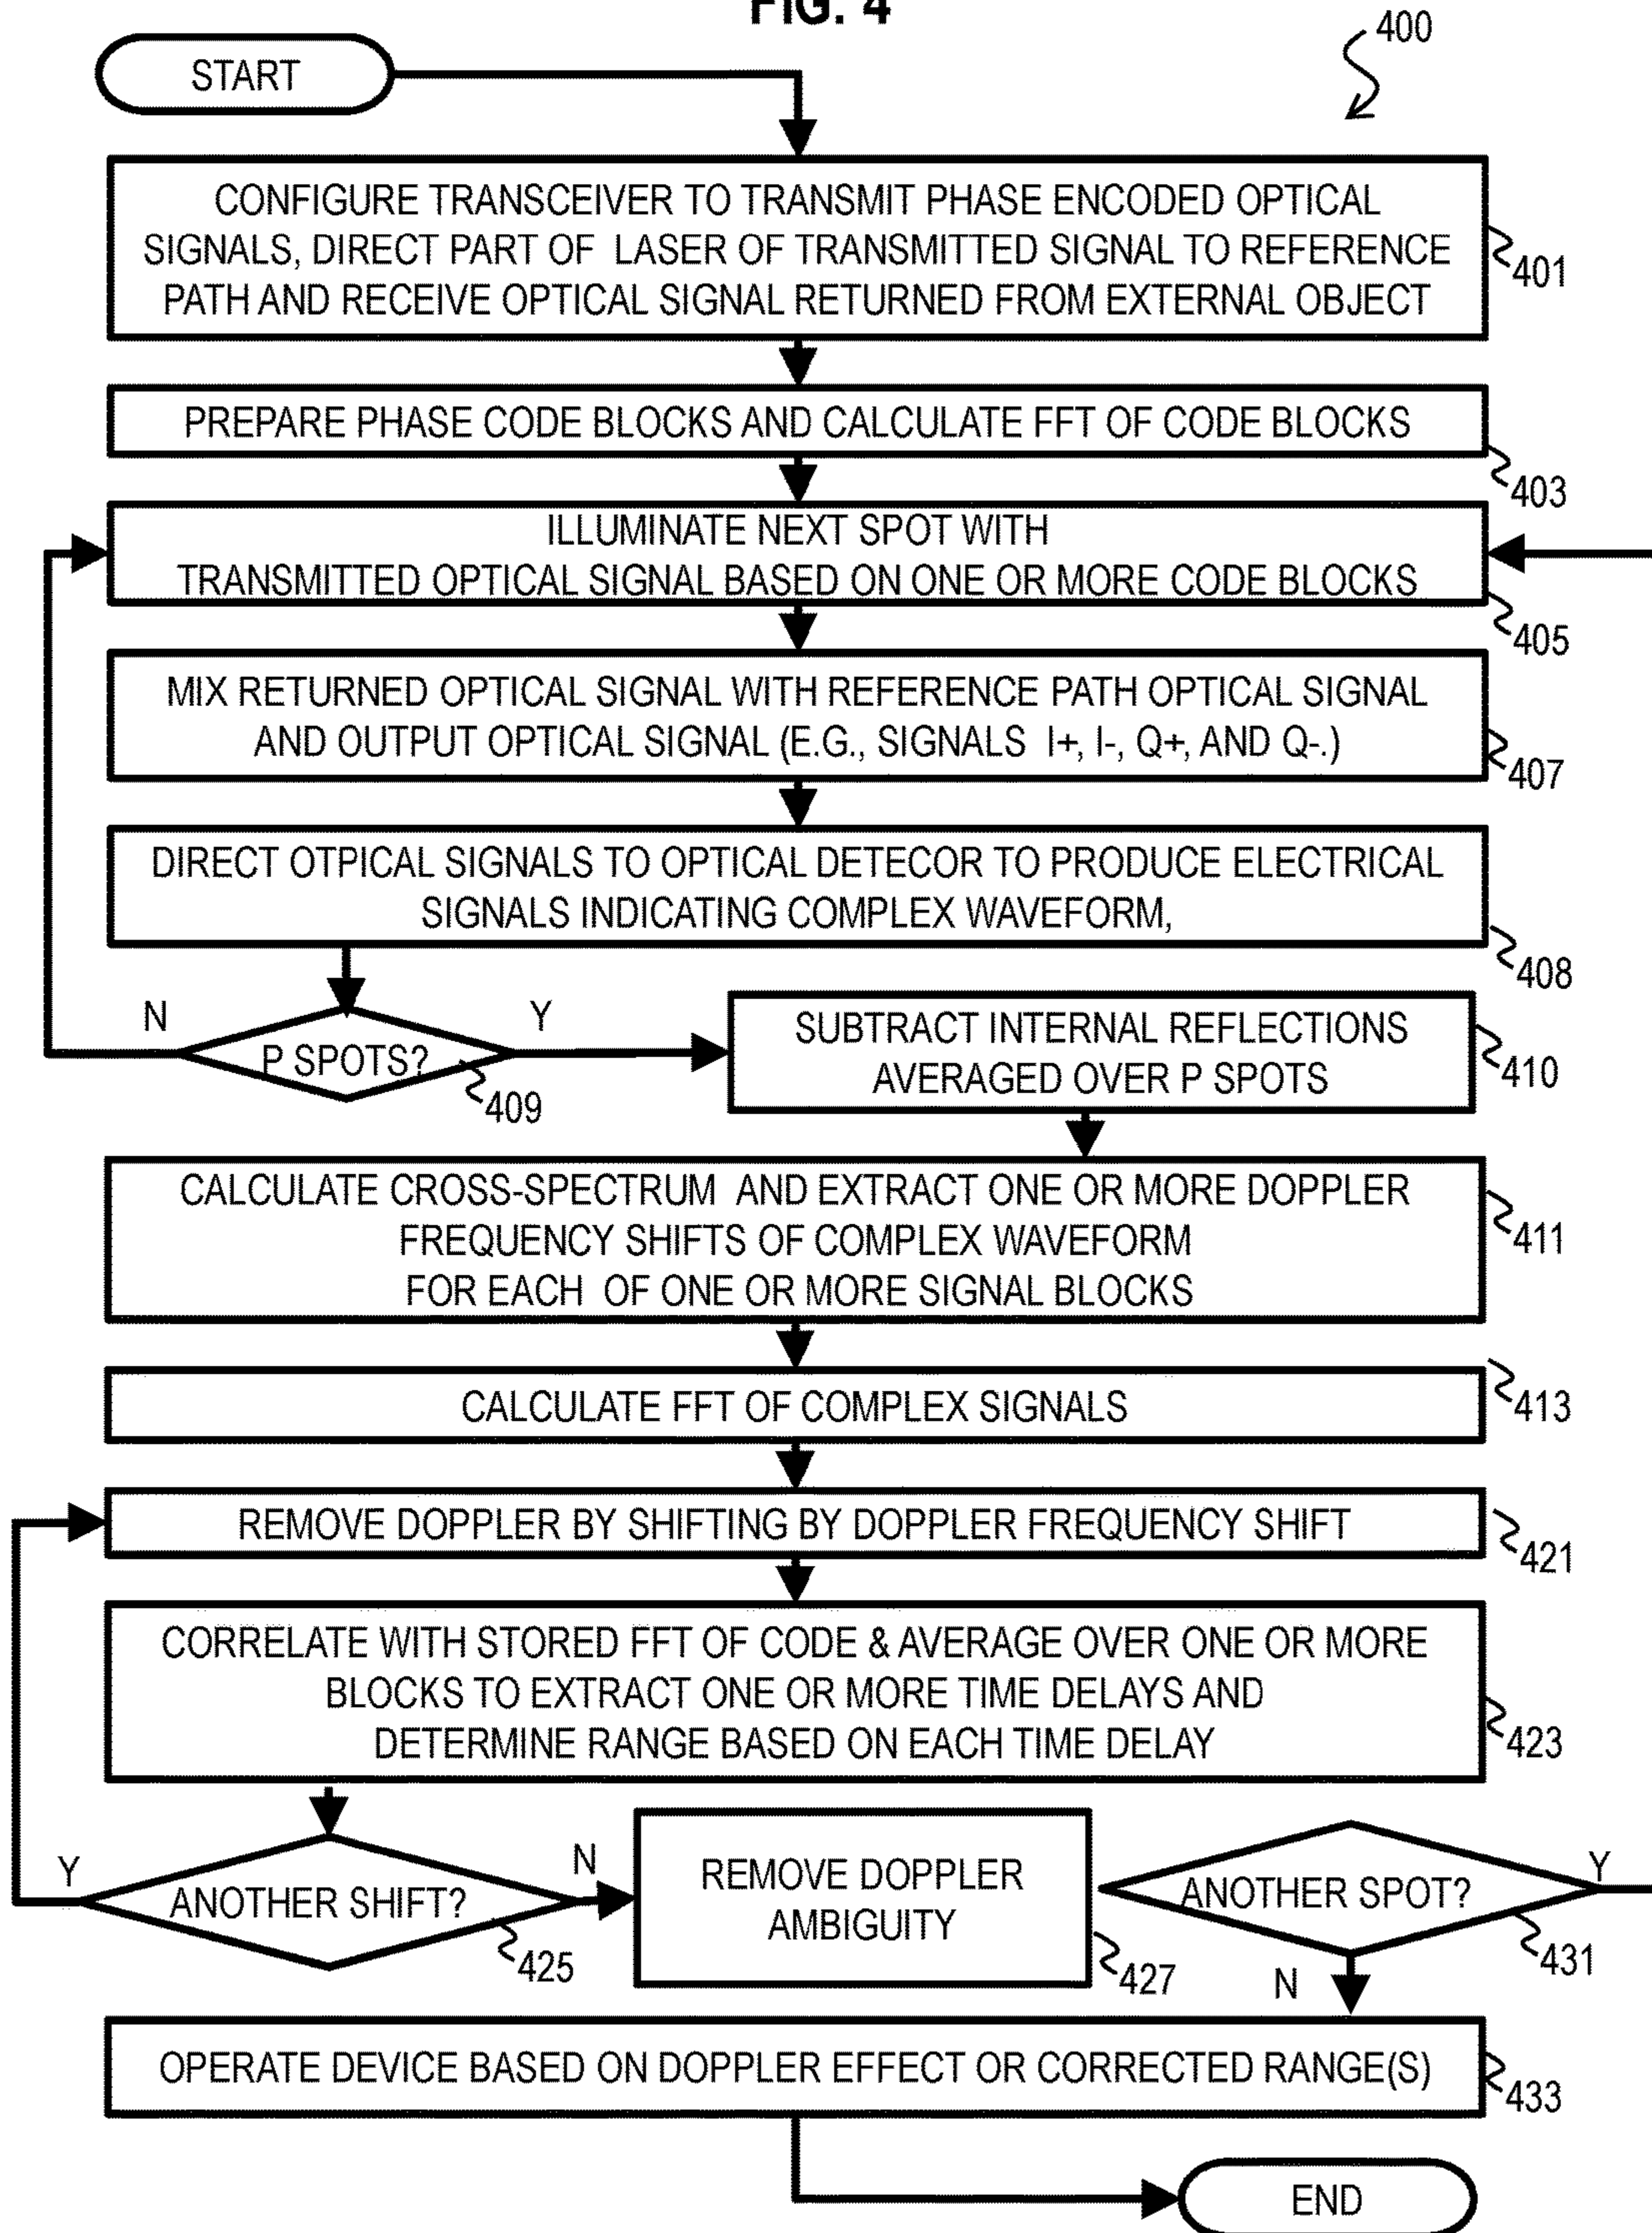 FIG. 4
400
START
CONFIGURE TRANSCEIVER TO TRANSMIT PHASE ENCODED OPTICAL
SIGNALS, DIRECT PART OF LASER OF TRANSMITTED SIGNAL TO REFERENCE
PATH AND RECEIVE OPTICAL SIGNAL RETURNED FROM EXTERNAL OBJECT
401
PREPARE PHASE CODE BLOCKS AND CALCULATE FFT OF CODE BLOCKS
403
ILLUMINATE NEXT SPOT WITH
TRANSMITTED OPTICAL SIGNAL BASED ON ONE OR MORE CODE BLOCKS
405
MIX RETURNED OPTICAL SIGNAL WITH REFERENCE PATH OPTICAL SIGNAL
AND OUTPUT OPTICAL SIGNAL (E.G., SIGNALS I+, I-, Q+, AND Q-.)
407
DIRECT OTPICAL SIGNALS TO OPTICAL DETECOR TO PRODUCE ELECTRICAL
SIGNALS INDICATING COMPLEX WAVEFORM,
408
N
P SPOTS?
Y
409
SUBTRACT INTERNAL REFLECTIONS
AVERAGED OVER P SPOTS
410
CALCULATE CROSS-SPECTRUM AND EXTRACT ONE OR MORE DOPPLER
FREQUENCY SHIFTS OF COMPLEX WAVEFORM
FOR EACH OF ONE OR MORE SIGNAL BLOCKS
411
CALCULATE FFT OF COMPLEX SIGNALS
413
REMOVE DOPPLER BY SHIFTING BY DOPPLER FREQUENCY SHIFT
421
CORRELATE WITH STORED FFT OF CODE & AVERAGE OVER ONE OR MORE
BLOCKS TO EXTRACT ONE OR MORE TIME DELAYS AND
DETERMINE RANGE BASED ON EACH TIME DELAY
423
Y
ANOTHER SHIFT?
N
425
REMOVE DOPPLER
AMBIGUITY
427
ANOTHER SPOT?
Y
431
N
OPERATE DEVICE BASED ON DOPPLER EFFECT OR CORRECTED RANGE(S)
433
END